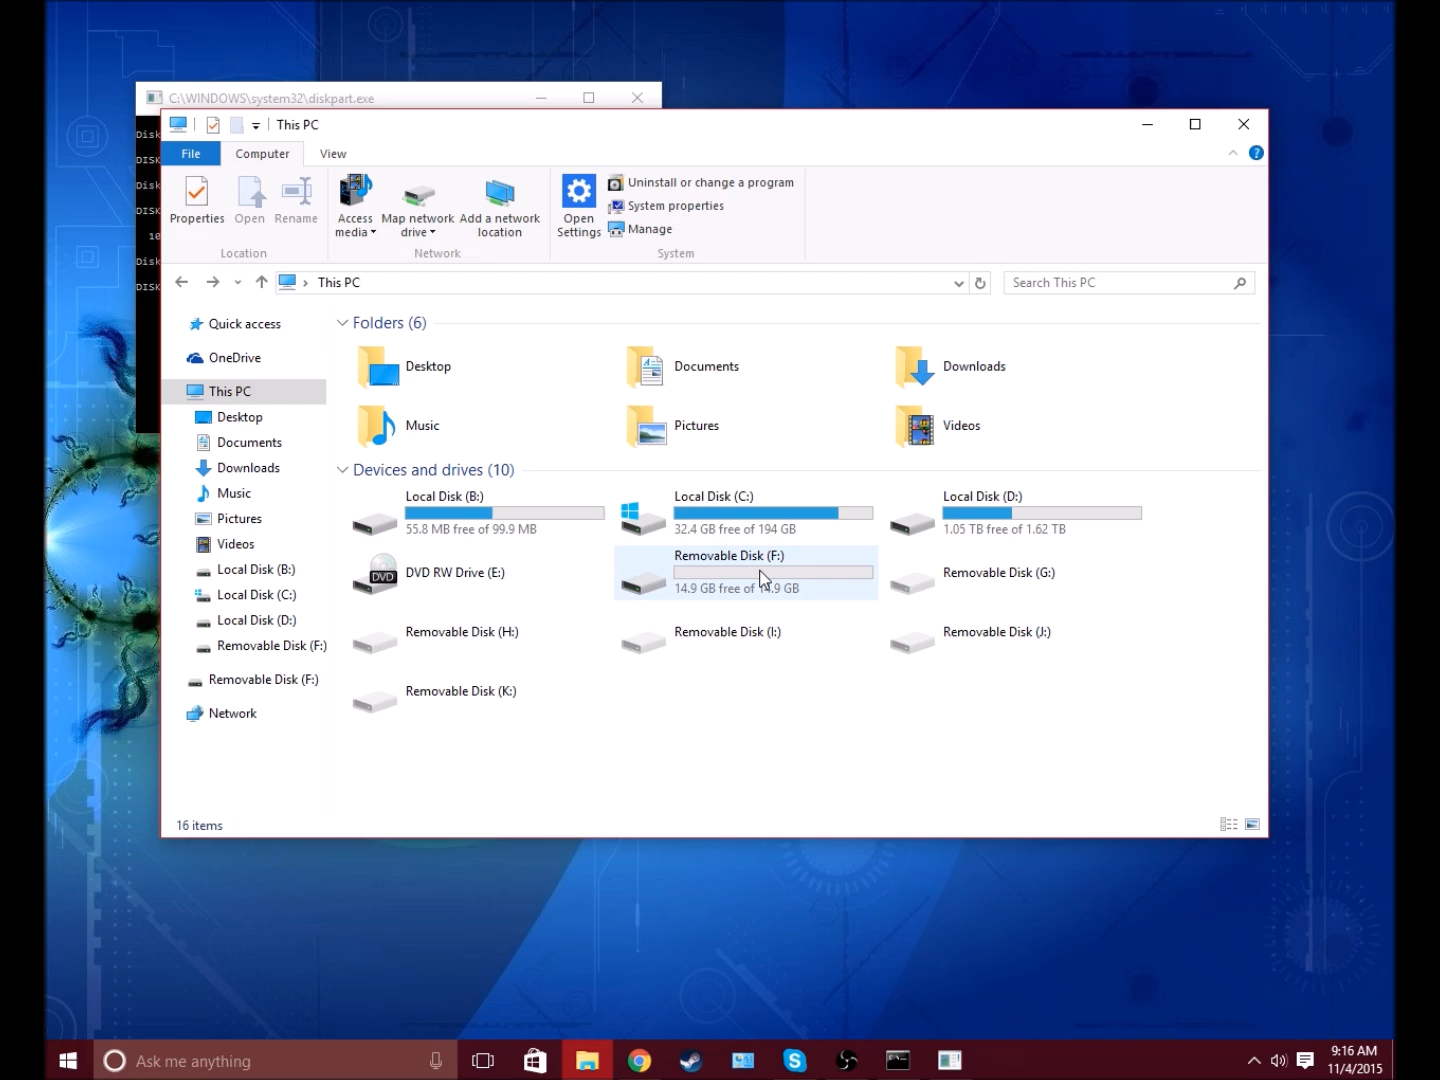 C:\WINDOWS\system32\diskpart.exe
This PC
File Computer View
Disk
DISK
Disk
DISK
Disk
DISK
Properties Open Rename
Access media
Map network drive
Add a network location
Open Settings
Uninstall or change a program
System properties
Manage
Location Network System
This PC
Search This PC
Quick access
OneDrive
This PC
Desktop
Documents
Downloads
Music
Pictures
Videos
Local Disk (B:)
Local Disk (C:)
Local Disk (D:)
Removable Disk (F:)
Removable Disk (F:)
Network
Folders (6)
Desktop Documents Downloads
Music Pictures Videos
Devices and drives (10)
Local Disk (B:)
55.8 MB free of 99.9 MB
Local Disk (C:)
32.4 GB free of 194 GB
Local Disk (D:)
1.05 TB free of 1.62 TB
DVD
DVD RW Drive (E:)
Removable Disk (F:)
14.9 GB free of 14.9 GB
Removable Disk (G:)
Removable Disk (H:)
Removable Disk (I:)
Removable Disk (J:)
Removable Disk (K:)
16 items
Ask me anything
9:16 AM
11/4/2015